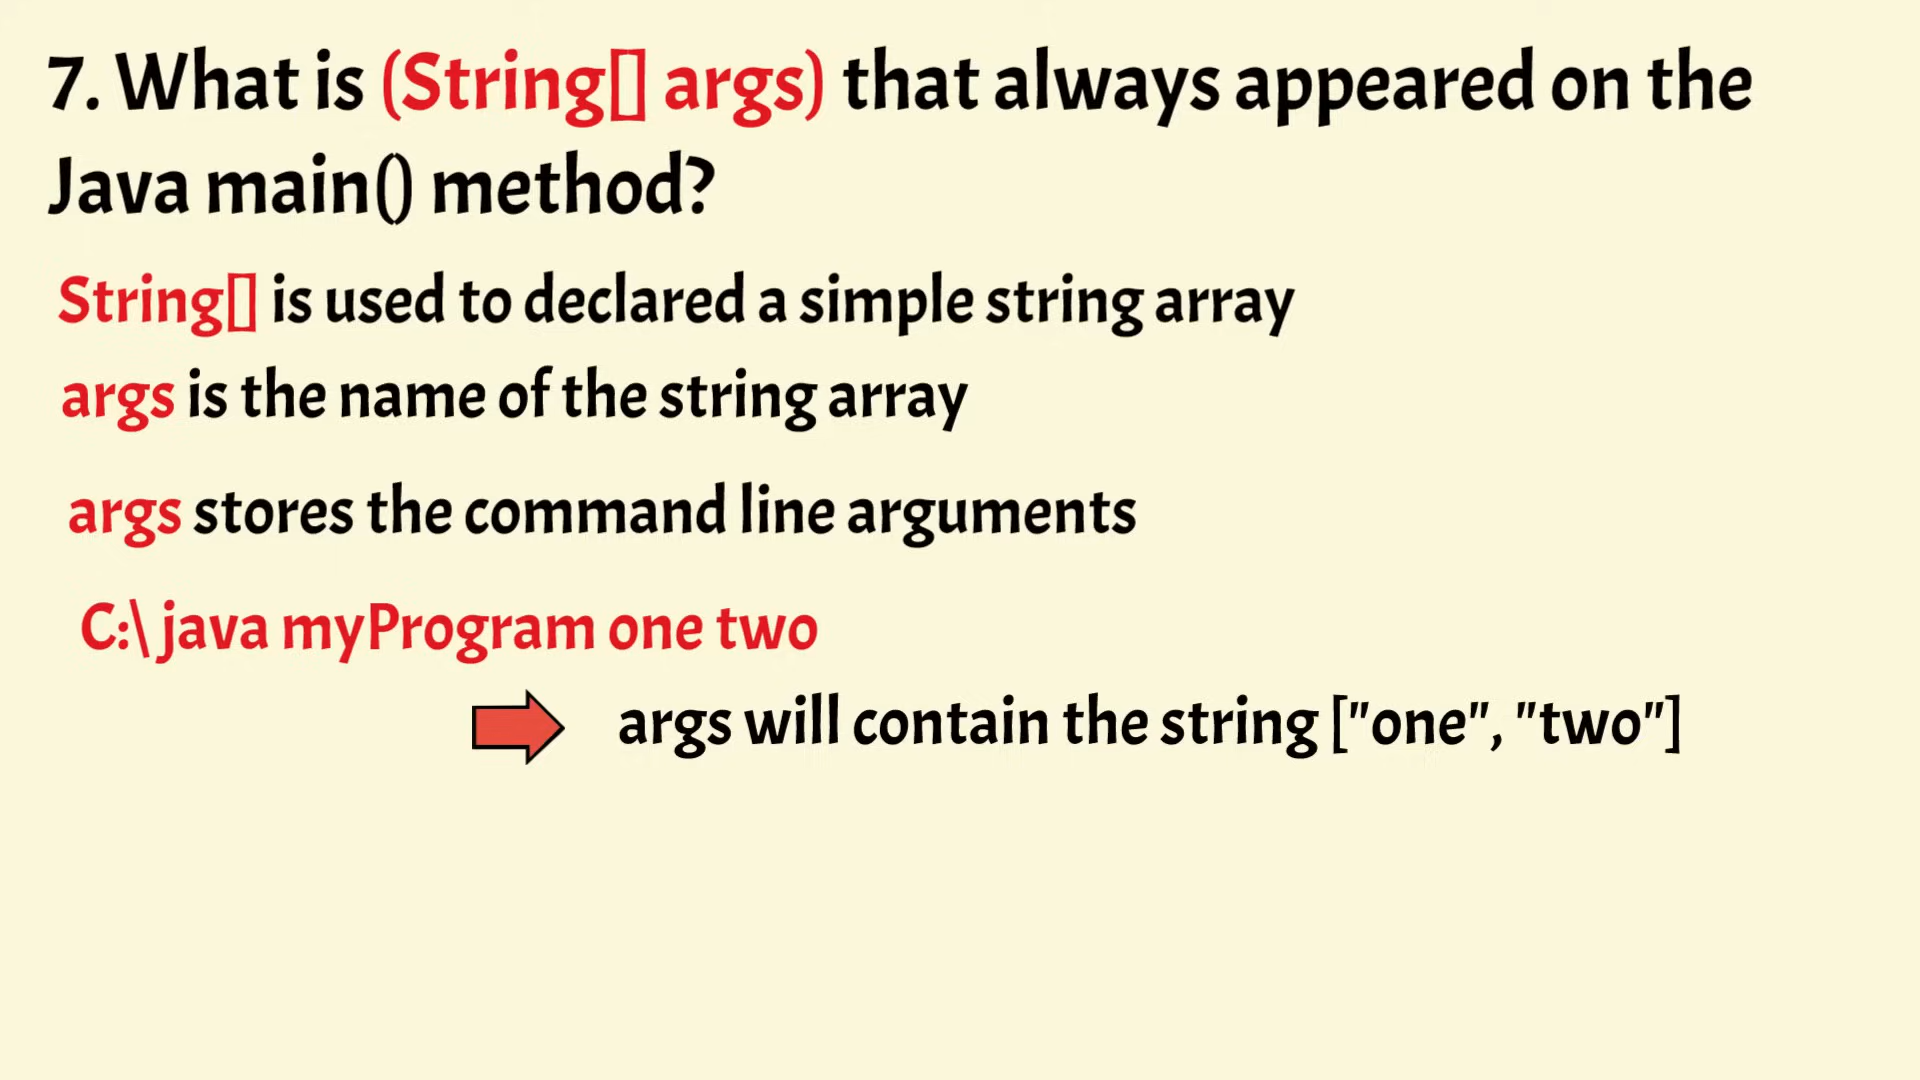 7. What is (String[] args) that always appeared on the
Java main() method?
String[] is used to declared a simple string array
args is the name of the string array
args stores the command line arguments
C:\ java myProgram one two
args will contain the string ["one", "two"]